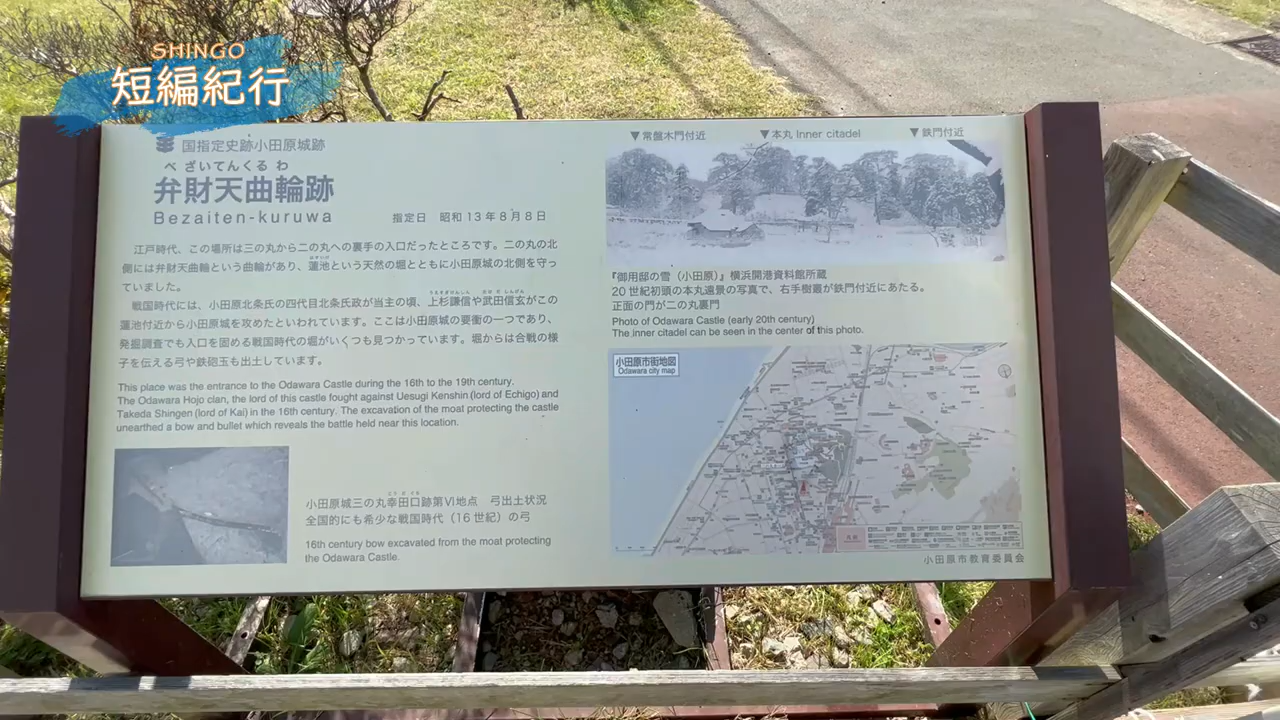 SHINGO
短編紀行
国指定史跡小田原城跡
べざいてんくるわ
弁財天曲輪跡
Bezaiten-kuruwa
指定日 昭和13年8月8日
江戸時代、この場所は三の丸から二の丸への裏手の入口だったところです。二の丸の北
側には弁財天曲輪という曲輪があり、蓮池という天然の堀とともに小田原城の北側を守っ
ていました。
戦国時代には、小田原北条氏の四代目北条氏政が当主の頃、上杉謙信や武田信玄がこの
蓮池付近から小田原城を攻めたといわれています。ここは小田原城の要衝の一つであり、
発掘調査でも入口を固める戦国時代の堀がいくつも見つかっています。堀からは合戦の様
子を伝える弓や鉄砲玉も出土しています。
This place was the entrance to the Odawara Castle during the 16th to the 19th century.
The Odawara Hojo clan, the lord of this castle fought against Uesugi Kenshin (lord of Echigo) and
Takeda Shingen (lord of Kai) in the 16th century. The excavation of the moat protecting the castle
unearthed a bow and bullet which reveals the battle held near this location.
小田原城三の丸幸田口跡第Ⅵ地点 弓出土状況
全国的にも希少な戦国時代(16世紀)の弓
16th century bow excavated from the moat protecting
the Odawara Castle.
▼常盤木門付近 ▼本丸 Inner citadel ▼鉄門付近
『御用邸の雪(小田原)』横浜開港資料館所蔵
20世紀初頭の本丸遠景の写真で、右手樹叢が鉄門付近にあたる。
正面の門が二の丸裏門
Photo of Odawara Castle (early 20th century)
The inner citadel can be seen in the center of this photo.
小田原市街地図
Odawara city map
小田原市教育委員会